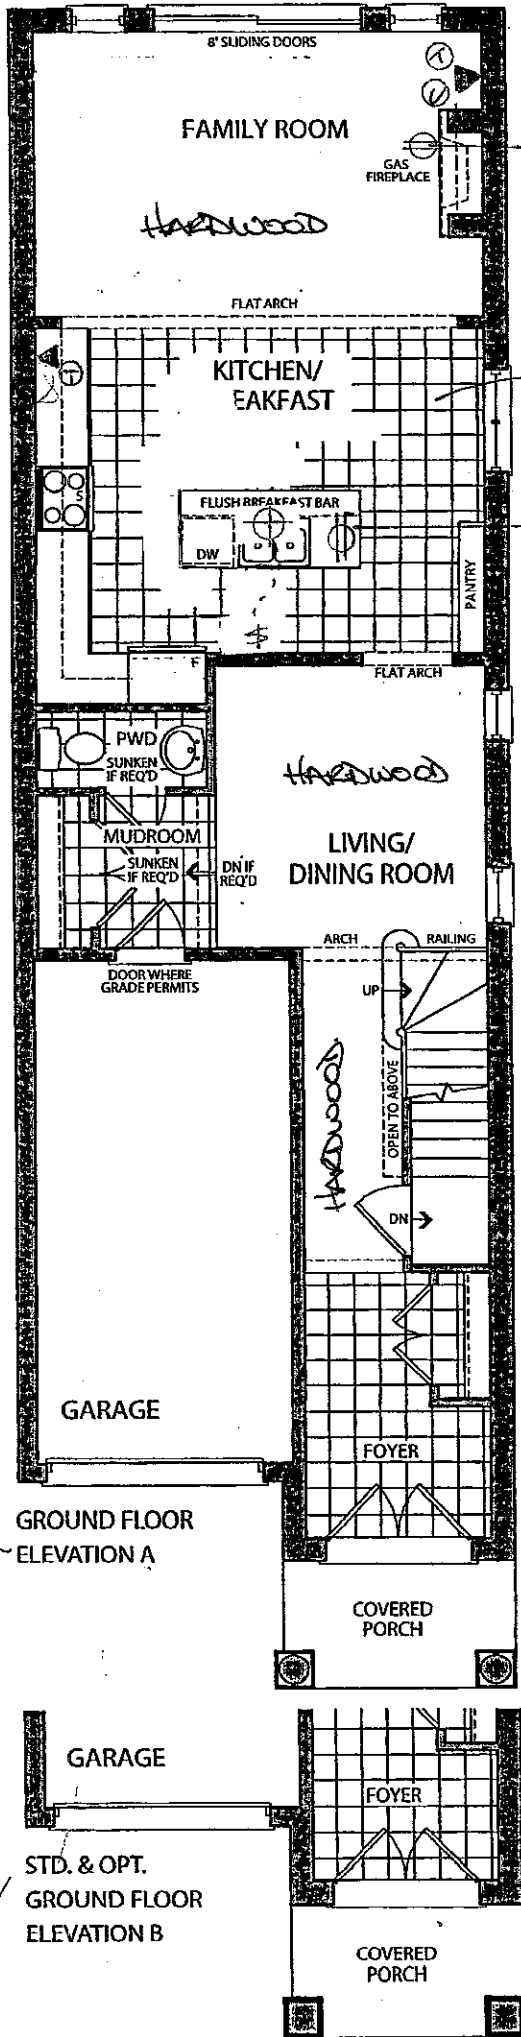 8' SLIDING DOORS
T
V
FAMILY ROOM
GAS
FIREPLACE
HARDWOOD
FLAT ARCH
T
KITCHEN/
EAKFAST
S
FLUSH BREAKFAST BAR
DW
$
PANTRY
F
FLAT ARCH
PWD
SUNKEN
IF REQ'D
HARDWOOD
MUDROOM
SUNKEN
IF REQ'D
DN IF
REQ'D
LIVING/
DINING ROOM
ARCH
RAILING
DOOR WHERE
GRADE PERMITS
UP
HARDWOOD
OPEN TO ABOVE
DN
GARAGE
FOYER
GROUND FLOOR
ELEVATION A
COVERED
PORCH
GARAGE
FOYER
STD. & OPT.
GROUND FLOOR
ELEVATION B
COVERED
PORCH